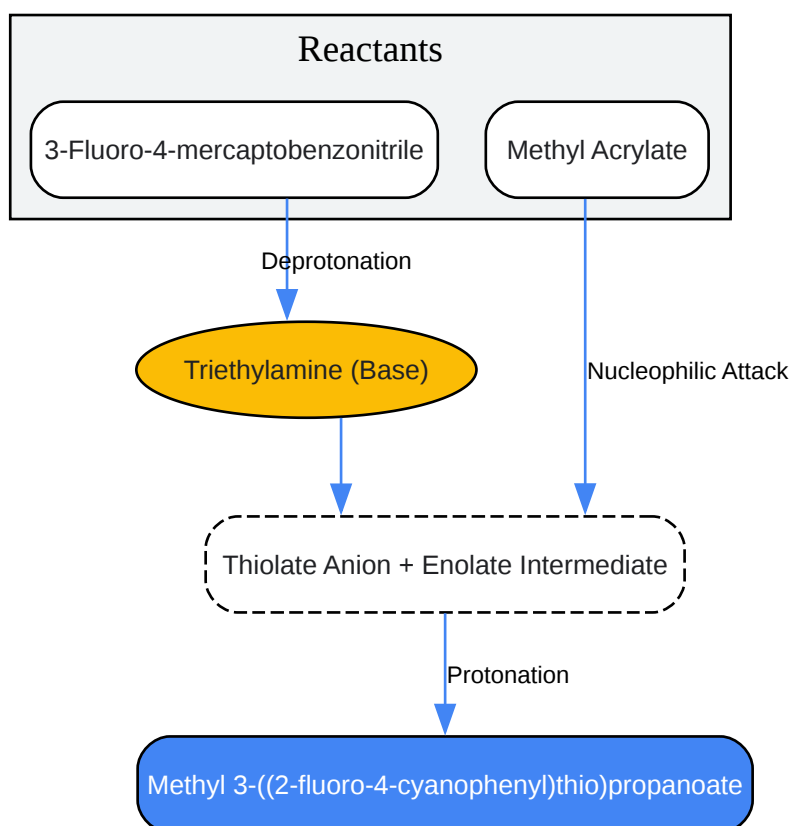 Reactants
3-Fluoro-4-mercaptobenzonitrile
Methyl Acrylate
Deprotonation
Triethylamine (Base)
Nucleophilic Attack
Thiolate Anion + Enolate Intermediate
Protonation
Methyl 3-((2-fluoro-4-cyanophenyl)thio)propanoate